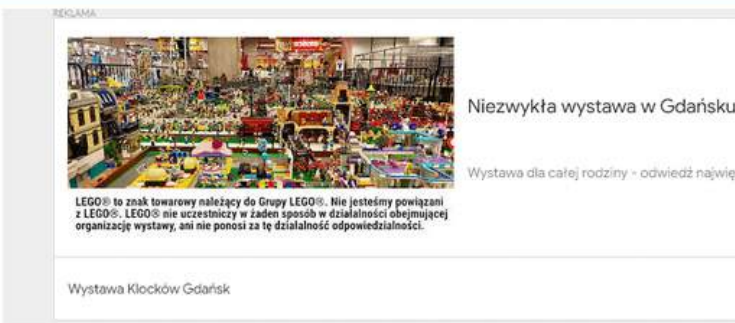 REKLAMA
Niezwykła wystawa w Gdańsku
Wystawa dla całej rodziny - odwiedź najwię
LEGO® to znak towarowy należący do Grupy LEGO®. Nie jesteśmy powiązani
z LEGO®. LEGO® nie uczestniczy w żaden sposób w działalności obejmującej
organizację wystawy, ani nie ponosi za tę działalność odpowiedzialności.
Wystawa Klocków Gdańsk